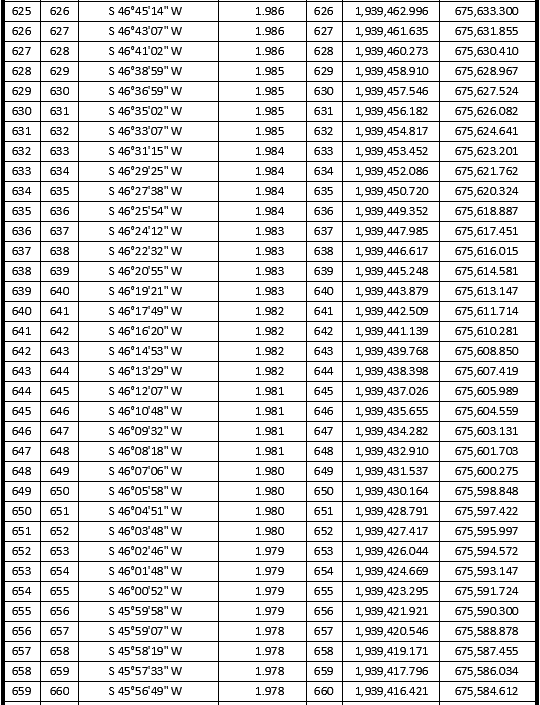 625 626 S 46°45'14" W 1.986 626 1,939,462.996 675,633.300
626 627 S 46°43'07" W 1.986 627 1,939,461.635 675,631.855
627 628 S 46°41'02" W 1.986 628 1,939,460.273 675,630.410
628 629 S 46°38'59" W 1.985 629 1,939,458.910 675,628.967
629 630 S 46°36'59" W 1.985 630 1,939,457.546 675,627.524
630 631 S 46°35'02" W 1.985 631 1,939,456.182 675,626.082
631 632 S 46°33'07" W 1.985 632 1,939,454.817 675,624.641
632 633 S 46°31'15" W 1.984 633 1,939,453.452 675,623.201
633 634 S 46°29'25" W 1.984 634 1,939,452.086 675,621.762
634 635 S 46°27'38" W 1.984 635 1,939,450.720 675,620.324
635 636 S 46°25'54" W 1.984 636 1,939,449.352 675,618.887
636 637 S 46°24'12" W 1.983 637 1,939,447.985 675,617.451
637 638 S 46°22'32" W 1.983 638 1,939,446.617 675,616.015
638 639 S 46°20'55" W 1.983 639 1,939,445.248 675,614.581
639 640 S 46°19'21" W 1.983 640 1,939,443.879 675,613.147
640 641 S 46°17'49" W 1.982 641 1,939,442.509 675,611.714
641 642 S 46°16'20" W 1.982 642 1,939,441.139 675,610.281
642 643 S 46°14'53" W 1.982 643 1,939,439.768 675,608.850
643 644 S 46°13'29" W 1.982 644 1,939,438.398 675,607.419
644 645 S 46°12'07" W 1.981 645 1,939,437.026 675,605.989
645 646 S 46°10'48" W 1.981 646 1,939,435.655 675,604.559
646 647 S 46°09'32" W 1.981 647 1,939,434.282 675,603.131
647 648 S 46°08'18" W 1.981 648 1,939,432.910 675,601.703
648 649 S 46°07'06" W 1.980 649 1,939,431.537 675,600.275
649 650 S 46°05'58" W 1.980 650 1,939,430.164 675,598.848
650 651 S 46°04'51" W 1.980 651 1,939,428.791 675,597.422
651 652 S 46°03'48" W 1.980 652 1,939,427.417 675,595.997
652 653 S 46°02'46" W 1.979 653 1,939,426.044 675,594.572
653 654 S 46°01'48" W 1.979 654 1,939,424.669 675,593.147
654 655 S 46°00'52" W 1.979 655 1,939,423.295 675,591.724
655 656 S 45°59'58" W 1.979 656 1,939,421.921 675,590.300
656 657 S 45°59'07" W 1.978 657 1,939,420.546 675,588.878
657 658 S 45°58'19" W 1.978 658 1,939,419.171 675,587.455
658 659 S 45°57'33" W 1.978 659 1,939,417.796 675,586.034
659 660 S 45°56'49" W 1.978 660 1,939,416.421 675,584.612